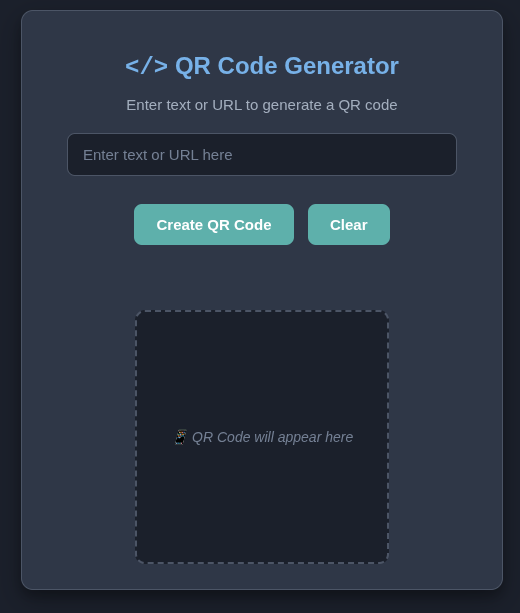 </> QR Code Generator
Enter text or URL to generate a QR code
Enter text or URL here
Create QR Code
Clear
📱 QR Code will appear here